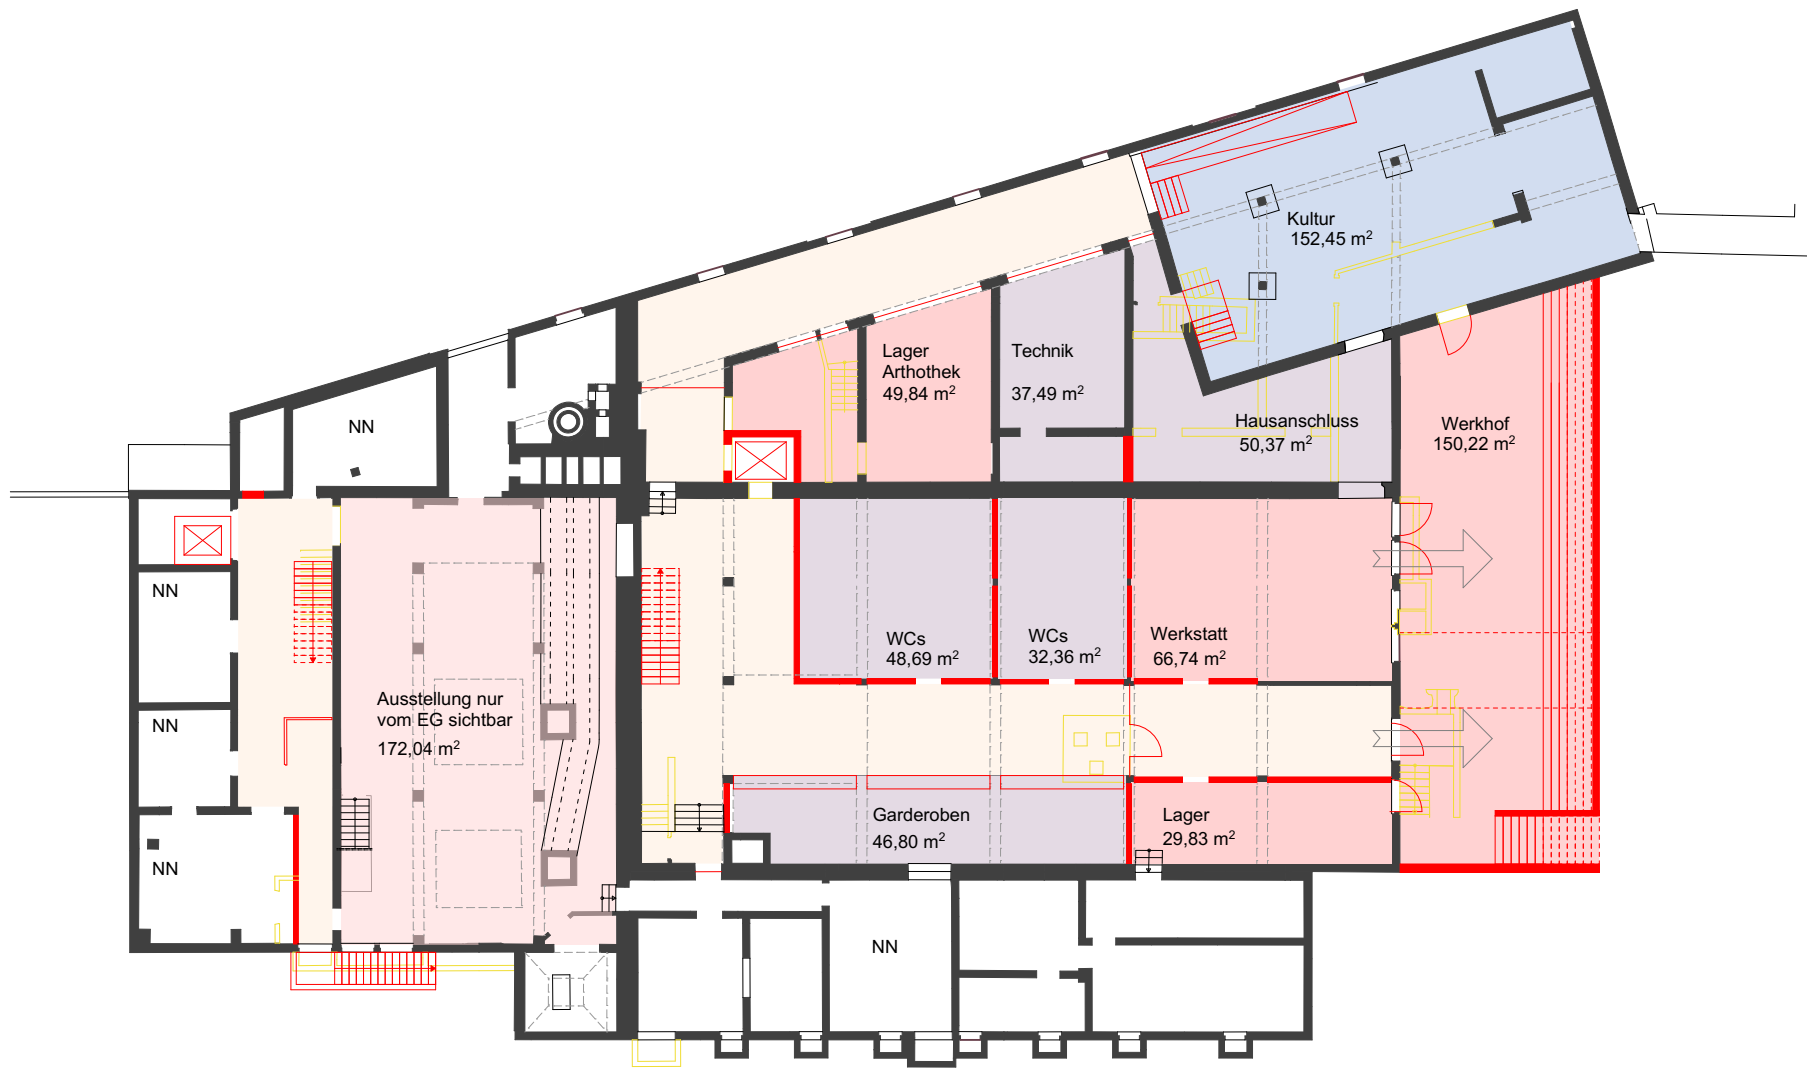 Kultur
152,45 m²
Lager
Arthothek
49,84 m²
Technik
37,49 m²
Hausanschluss
50,37 m²
Werkhof
150,22 m²
NN
NN
NN
NN
Ausstellung nur
vom EG sichtbar
172,04 m²
WCs
48,69 m²
WCs
32,36 m²
Werkstatt
66,74 m²
Garderoben
46,80 m²
Lager
29,83 m²
NN